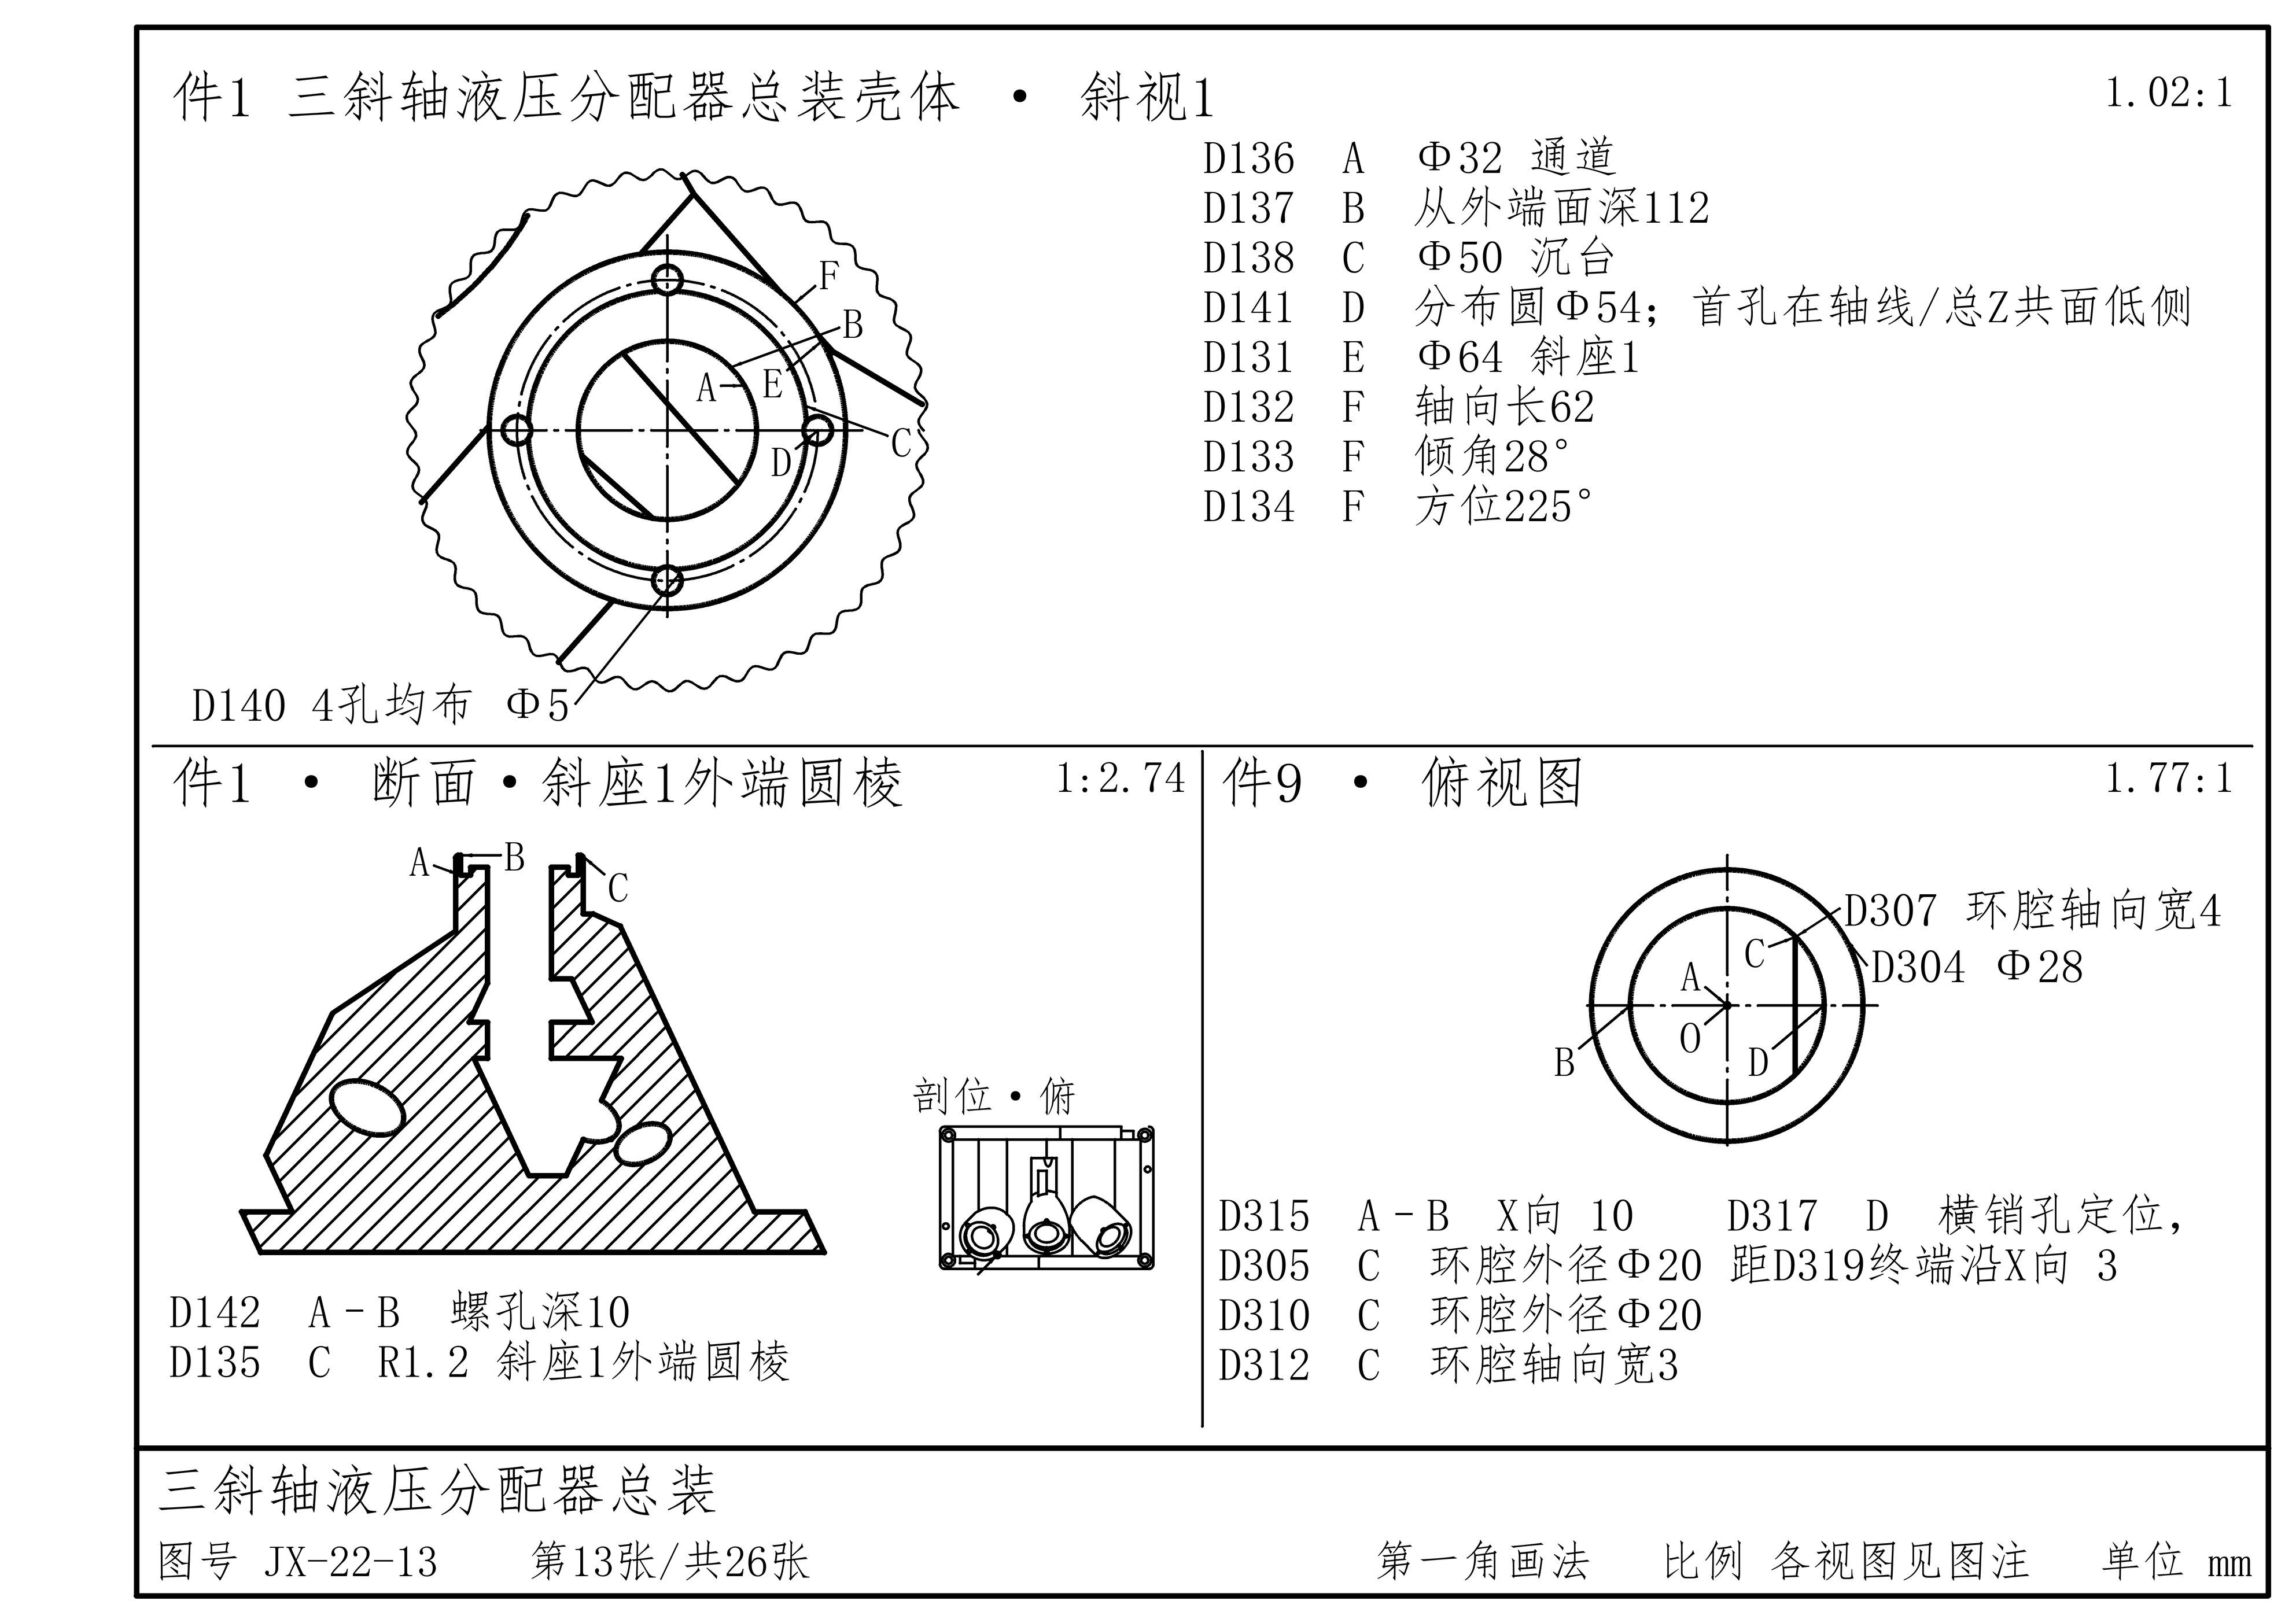 件1 三斜轴液压分配器总装壳体 · 斜视1 1.02:1
D136 A Φ32 通道
D137 B 从外端面深112
D138 C Φ50 沉台
D141 D 分布圆Φ54; 首孔在轴线/总Z共面低侧
D131 E Φ64 斜座1
D132 F 轴向长62
D133 F 倾角28°
D134 F 方位225°
F
B
A
E
C
D
D140 4孔均布 Φ5
件1 · 断面·斜座1外端圆棱 1:2.74
A
B
C
剖位·俯
D142 A-B 螺孔深10
D135 C R1.2 斜座1外端圆棱
件9 · 俯视图 1.77:1
D307 环腔轴向宽4
C
D304 Φ28
A
O
B
D
D315 A-B X向 10
D305 C 环腔外径Φ20
D310 C 环腔外径Φ20
D312 C 环腔轴向宽3
D317 D 横销孔定位,
距D319终端沿X向 3
三斜轴液压分配器总装
图号 JX-22-13 第13张/共26张 第一角画法 比例 各视图见图注 单位 mm